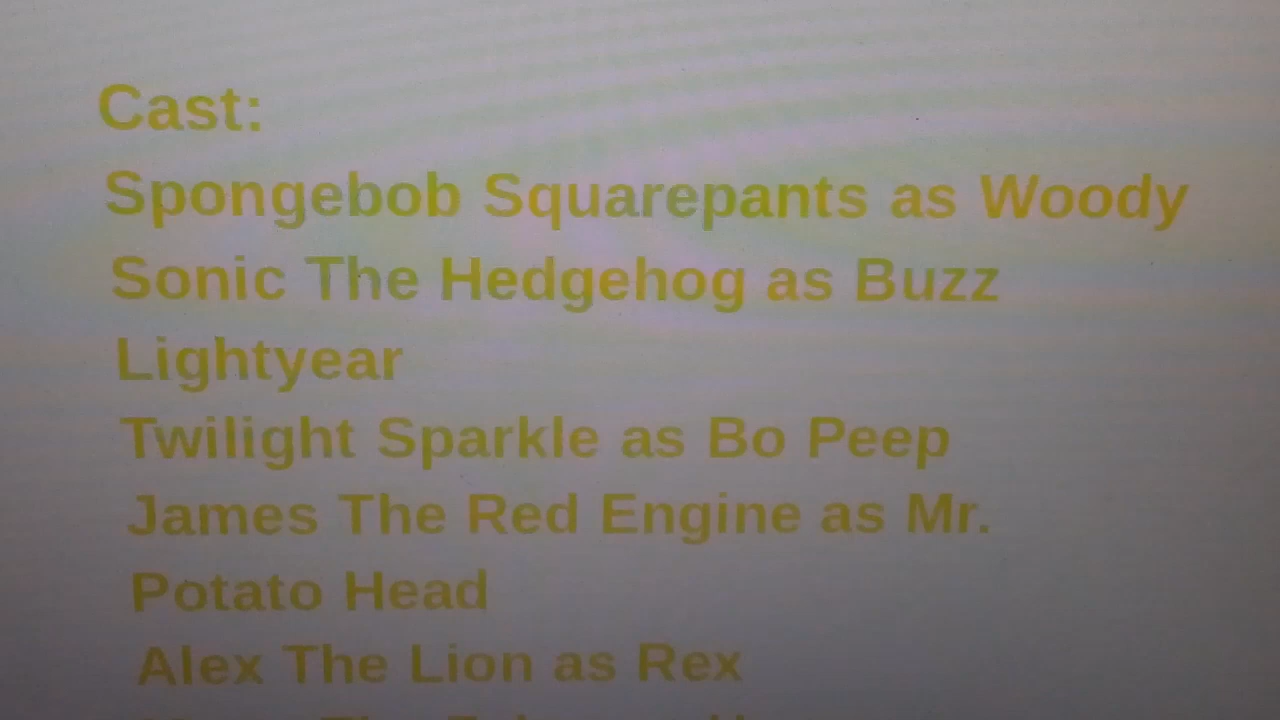 Cast:
Spongebob Squarepants as Woody
Sonic The Hedgehog as Buzz
Lightyear
Twilight Sparkle as Bo Peep
James The Red Engine as Mr.
Potato Head
Alex The Lion as Rex